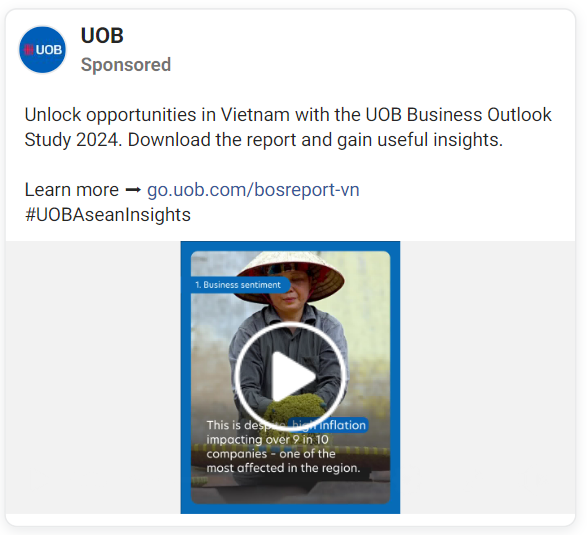 UOB
UOB
Sponsored
Unlock opportunities in Vietnam with the UOB Business Outlook
Study 2024. Download the report and gain useful insights.
Learn more ➞ go.uob.com/bosreport-vn
#UOBAseanInsights
1. Business sentiment
This is despite high inflation
impacting over 9 in 10
companies - one of the
most affected in the region.